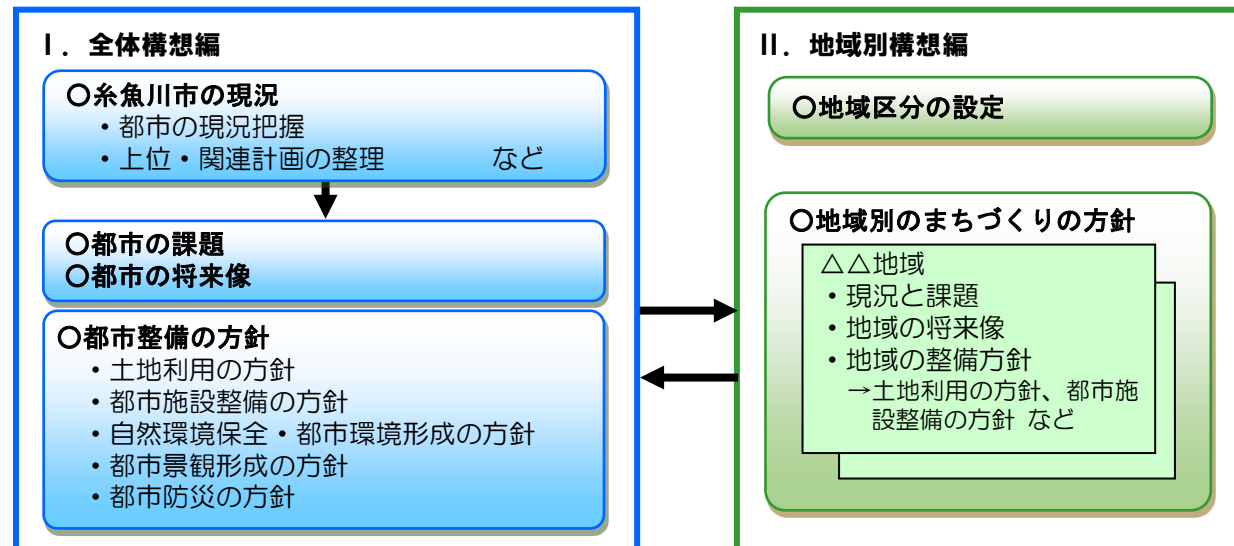 Ⅰ．全体構想編
○糸魚川市の現況
・都市の現況把握
・上位・関連計画の整理　　　　など
○都市の課題
○都市の将来像
○都市整備の方針
・土地利用の方針
・都市施設整備の方針
・自然環境保全・都市環境形成の方針
・都市景観形成の方針
・都市防災の方針
Ⅱ．地域別構想編
○地域区分の設定
○地域別のまちづくりの方針
△△地域
・現況と課題
・地域の将来像
・地域の整備方針
→土地利用の方針、都市施
設整備の方針 など